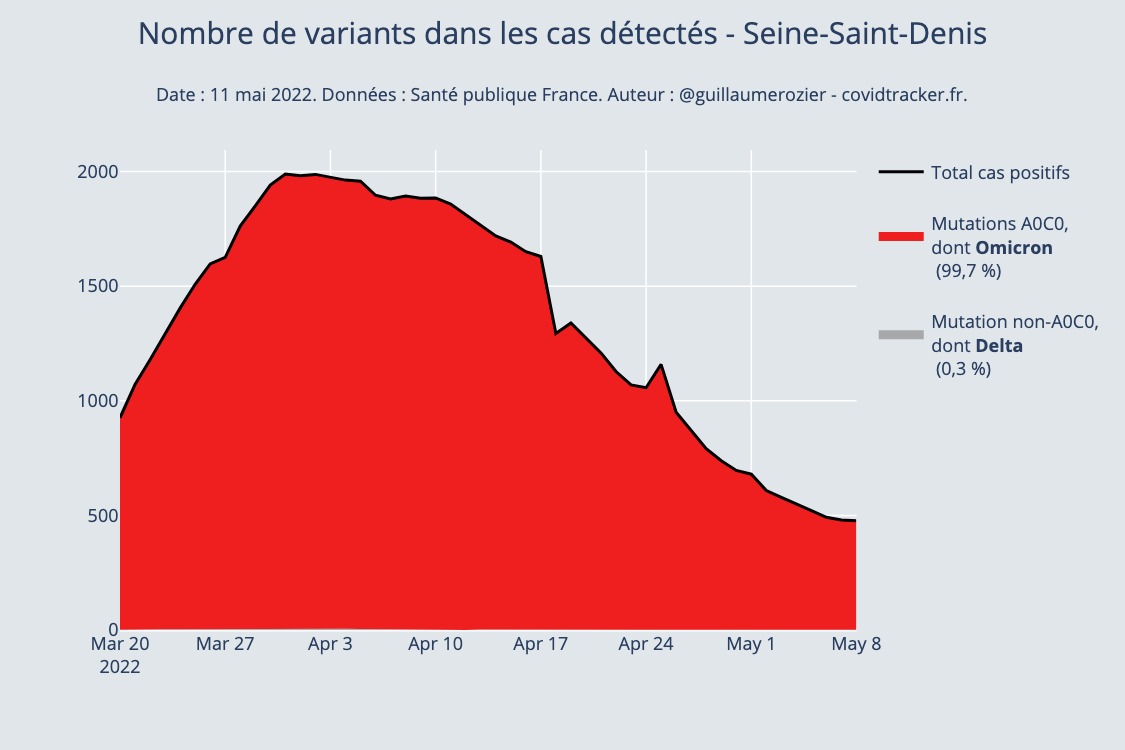 Nombre de variants dans les cas détectés - Seine-Saint-Denis
Date : 11 mai 2022. Données : Santé publique France. Auteur : @guillaumerozier - covidtracker.fr.
2000
1500
1000
500
0
Mar 20
2022
Mar 27
Apr 3
Apr 10
Apr 17
Apr 24
May 1
May 8
Total cas positifs
Mutations A0C0,
dont Omicron
(99,7 %)
Mutation non-A0C0,
dont Delta
(0,3 %)